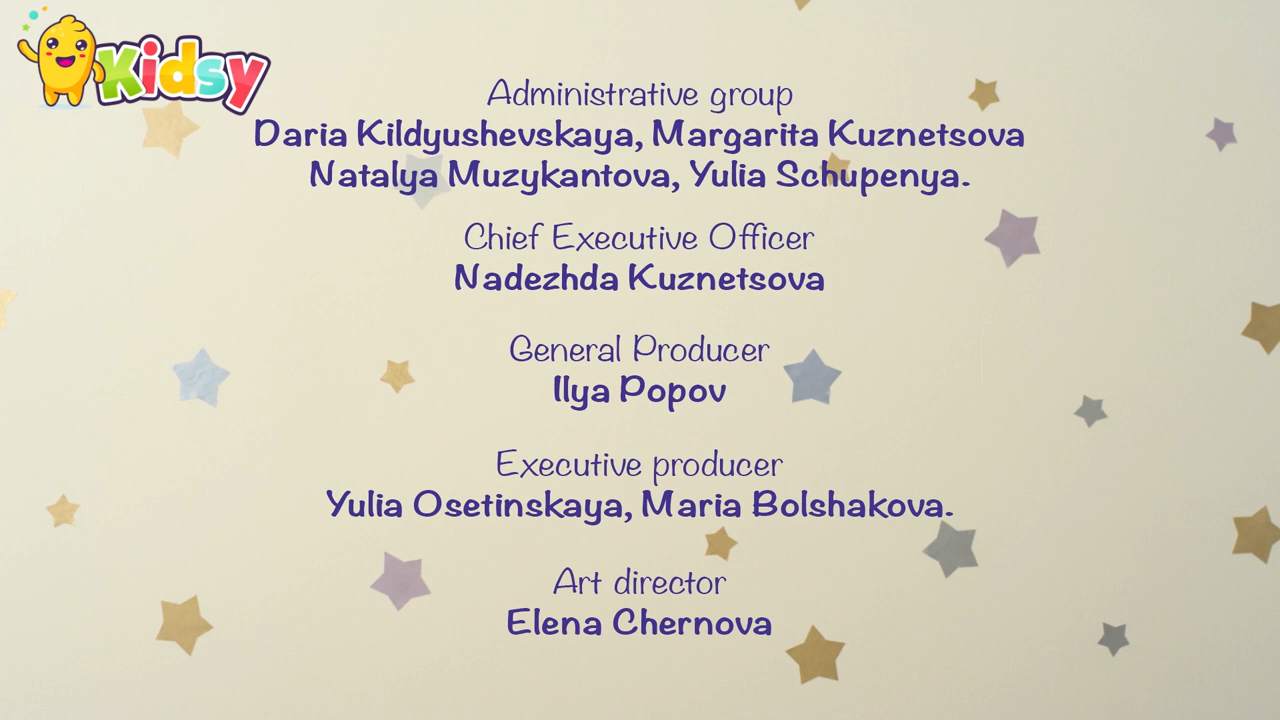 Kidsy
Administrative group
Daria Kildyushevskaya, Margarita Kuznetsova
Natalya Muzykantova, Yulia Schupenya.
Chief Executive Officer
Nadezhda Kuznetsova
General Producer
Ilya Popov
Executive producer
Yulia Osetinskaya, Maria Bolshakova.
Art director
Elena Chernova